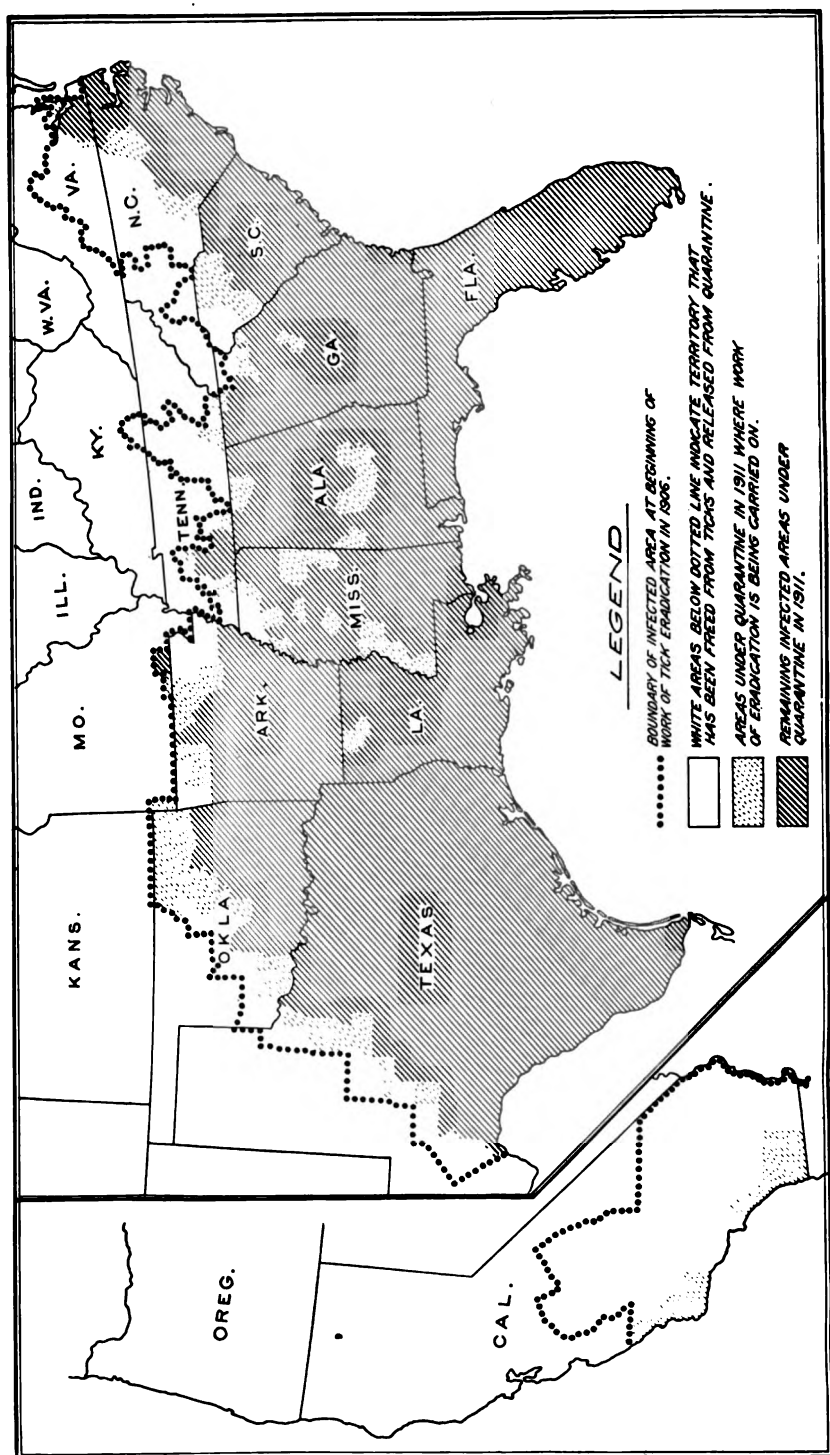 OREG.
CAL.
KANS.
MO.
ILL.
IND.
KY.
W.VA.
VA.
N.C.
TENN.
OKLA
ARK.
TEXAS
LA.
MISS.
ALA.
GA.
S.C.
FLA.
LEGEND
BOUNDARY OF INFECTED AREA AT BEGINNING OF
WORK OF TICK ERADICATION IN 1906.
WHITE AREAS BELOW DOTTED LINE INDICATE TERRITORY THAT
HAS BEEN FREED FROM TICKS AND RELEASED FROM QUARANTINE.
AREAS UNDER QUARANTINE IN 1911 WHERE WORK
OF ERADICATION IS BEING CARRIED ON.
REMAINING INFECTED AREAS UNDER
QUARANTINE IN 1911.